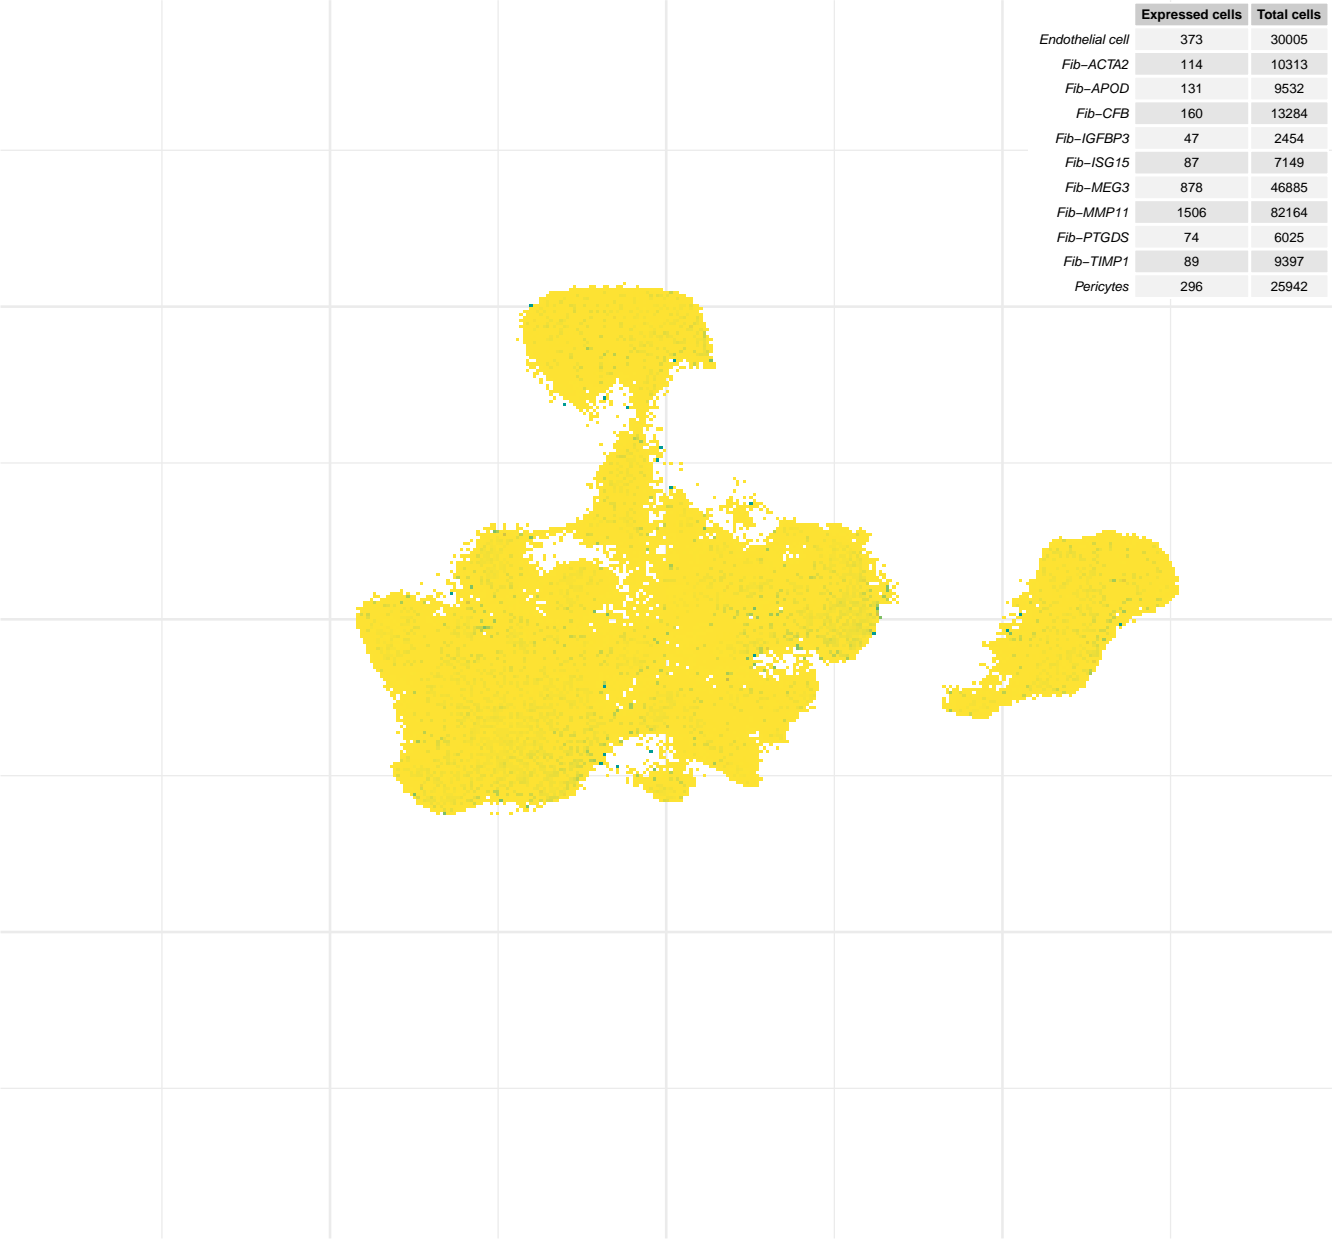 Expressed cells Total cells
Endothelial cell 373 30005
Fib−ACTA2 114 10313
Fib−APOD 131 9532
Fib−CFB 160 13284
Fib−IGFBP3 47 2454
Fib−ISG15 87 7149
Fib−MEG3 878 46885
Fib−MMP11 1506 82164
Fib−PTGDS 74 6025
Fib−TIMP1 89 9397
Pericytes 296 25942